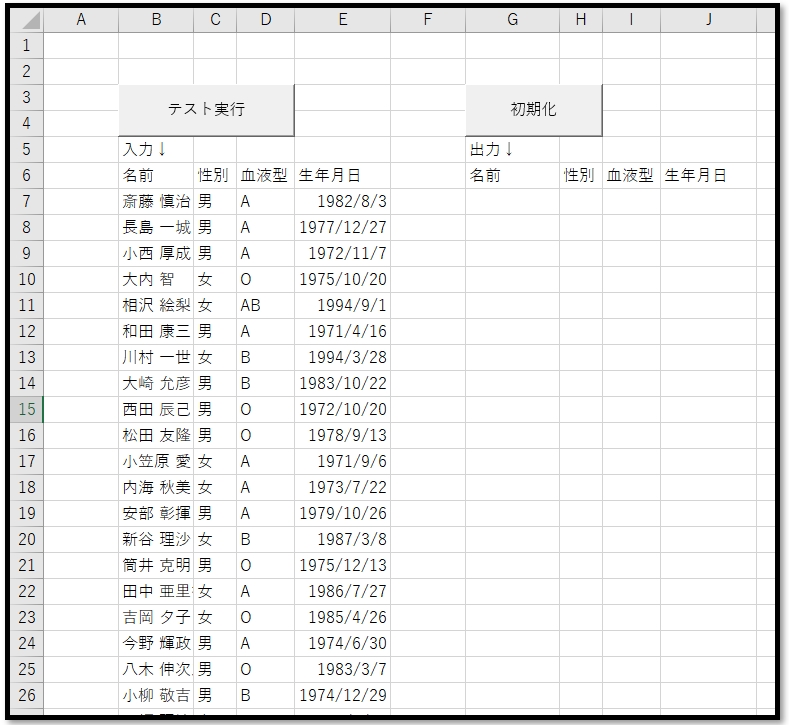 A B C D E F G H I J
1
2
3
テスト実行 初期化
4
5 入力↓ 出力↓
6 名前 性別 血液型 生年月日 名前 性別 血液型 生年月日
7 斎藤 慎治 男 A 1982/8/3
8 長島 一城 男 A 1977/12/27
9 小西 厚成 男 A 1972/11/7
10 大内 智 女 O 1975/10/20
11 相沢 絵梨 女 AB 1994/9/1
12 和田 康三 男 A 1971/4/16
13 川村 一世 女 B 1994/3/28
14 大崎 允彦 男 B 1983/10/22
15 西田 辰己 男 O 1972/10/20
16 松田 友隆 男 O 1978/9/13
17 小笠原 愛 女 A 1971/9/6
18 内海 秋美 女 A 1973/7/22
19 安部 彰揮 男 A 1979/10/26
20 新谷 理沙 女 B 1987/3/8
21 筒井 克明 男 O 1975/12/13
22 田中 亜里 女 A 1986/7/27
23 吉岡 夕子 女 O 1985/4/26
24 今野 輝政 男 A 1974/6/30
25 八木 伸次 男 O 1983/3/7
26 小柳 敬吉 男 B 1974/12/29